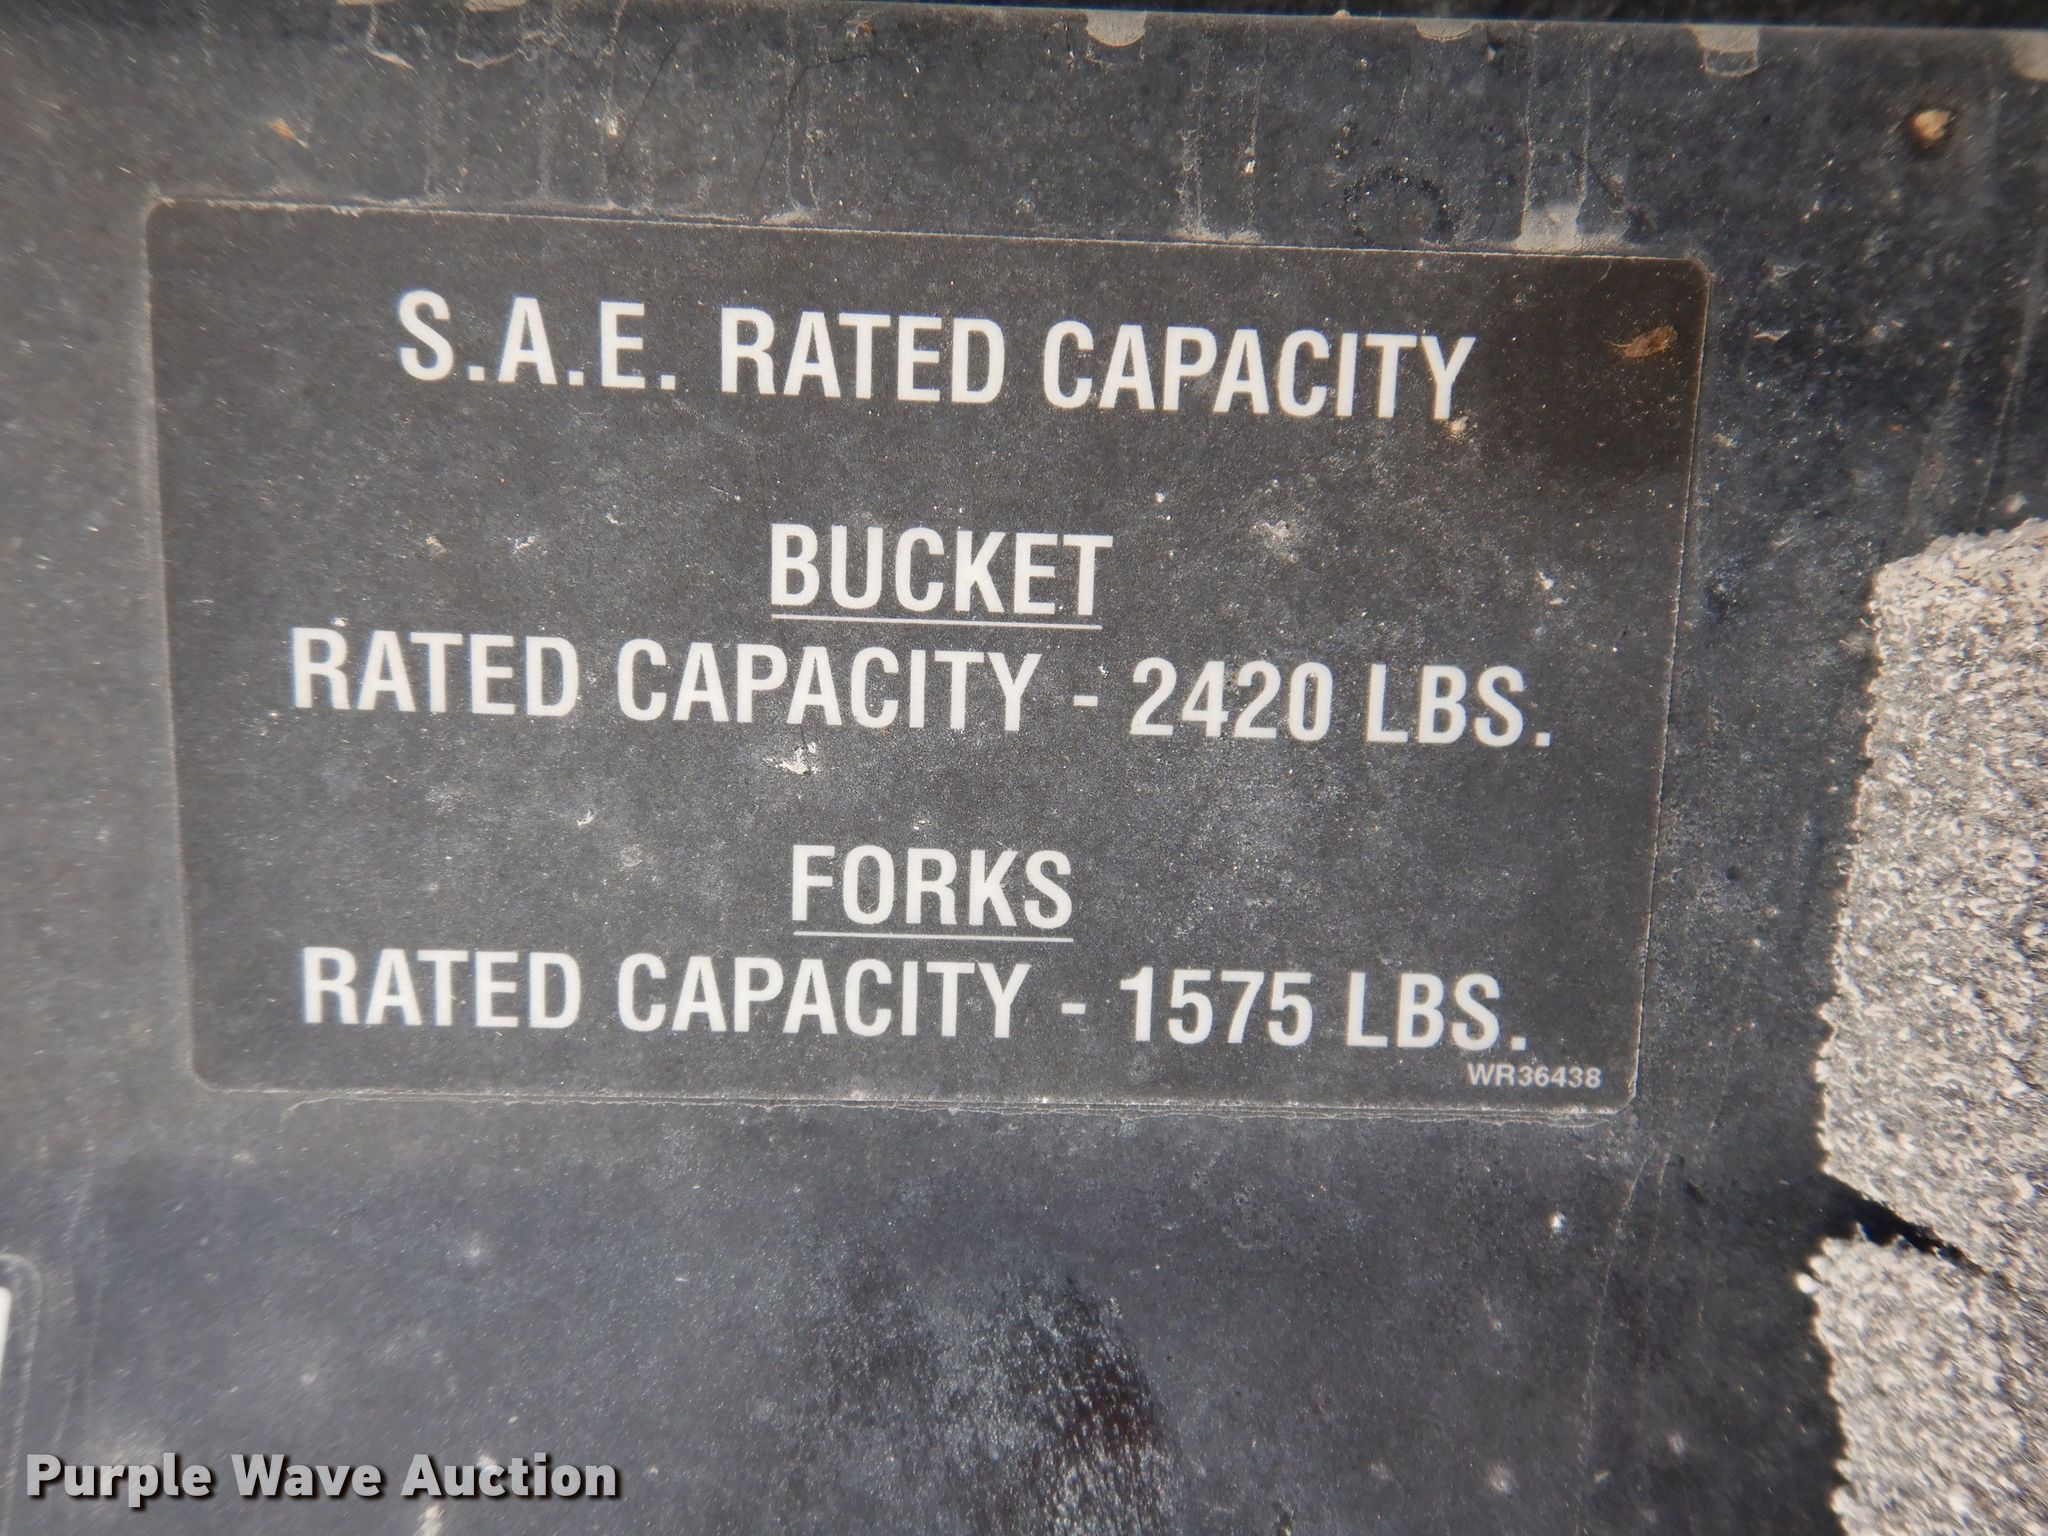 S.A.E. RATED CAPACITY
BUCKET
RATED CAPACITY - 2420 LBS.
FORKS
RATED CAPACITY - 1575 LBS.
WR36438
Purple Wave Auction